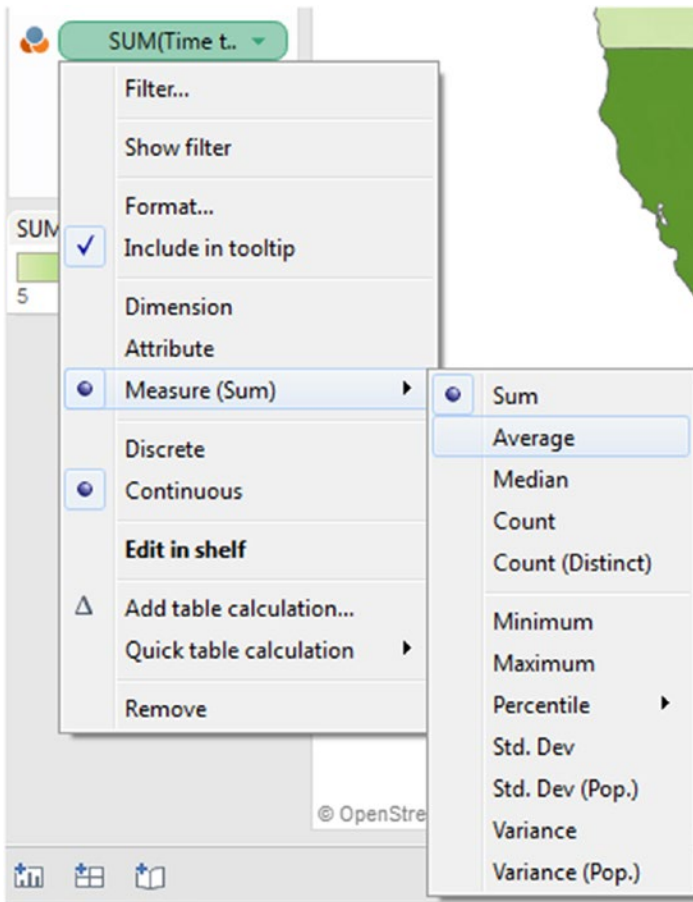 SUM(Time t..
Filter...
Show filter
Format...
SUM
Include in tooltip
5
Dimension
Attribute
Measure (Sum)
Discrete
Continuous
Edit in shelf
Add table calculation...
Quick table calculation
Remove
Sum
Average
Median
Count
Count (Distinct)
Minimum
Maximum
Percentile
Std. Dev
Std. Dev (Pop.)
Variance
Variance (Pop.)
© OpenStre